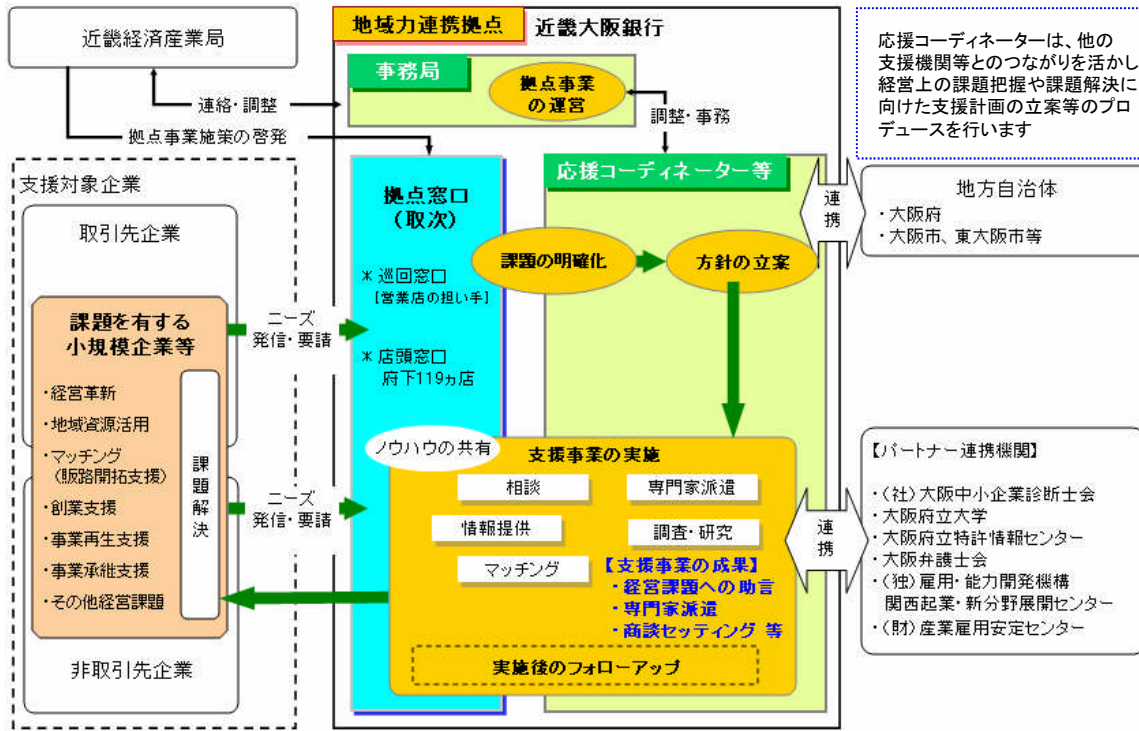 近畿経済産業局
地域力連携拠点
近畿大阪銀行
事務局
拠点事業
の運営
連絡・調整
拠点事業施策の啓発
調整・事務
応援コーディネーターは、他の
支援機関等とのつながりを活かし
経営上の課題把握や課題解決に
向けた支援計画の立案等のプロ
デュースを行います
支援対象企業
取引先企業
課題を有する
小規模企業等
・経営革新
・地域資源活用
・マッチング
（販路開拓支援）
・創業支援
・事業再生支援
・事業承継支援
・その他経営課題
課題解決
非取引先企業
ニーズ
発信・要請
ニーズ
発信・要請
拠点窓口
（取次）
＊巡回窓口
【営業店の担い手】
＊店頭窓口
府下119ヵ店
応援コーディネーター等
課題の明確化
方針の立案
ノウハウの共有
支援事業の実施
相談
専門家派遣
情報提供
調査・研究
マッチング
【支援事業の成果】
・経営課題への助言
・専門家派遣
・商談セッティング 等
実施後のフォローアップ
連携
地方自治体
・大阪府
・大阪市、東大阪市等
連携
【パートナー連携機関】
・（社）大阪中小企業診断士会
・大阪府立大学
・大阪府立特許情報センター
・大阪弁護士会
・（独）雇用・能力開発機構
関西起業・新分野展開センター
・（財）産業雇用安定センター